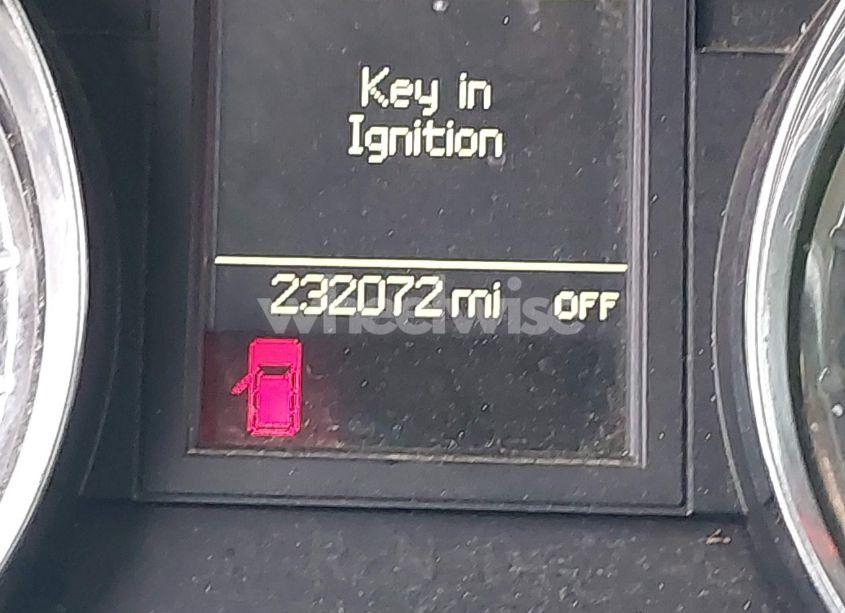 Key in
Ignition
232072 mi OFF
wheelwise